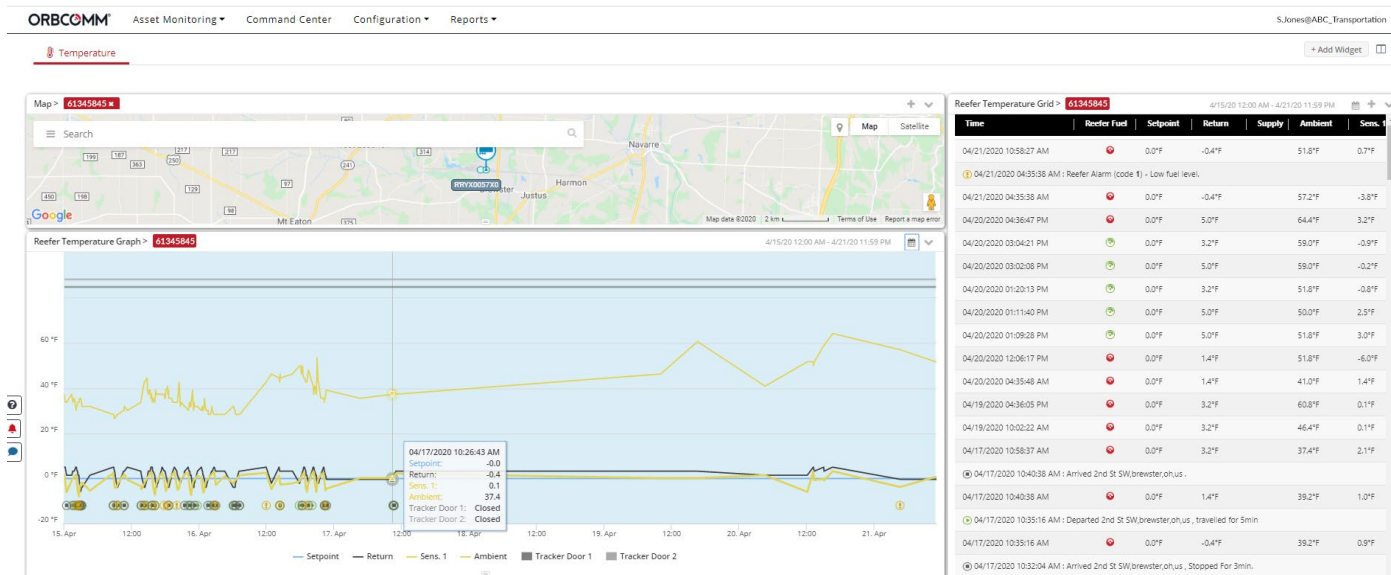 ORBCOMM Asset Monitoring Command Center Configuration Reports S.Jones@ABC_Transportation
Temperature + Add Widget
Map > 61345845 ×
Search
Map Satellite
Navarre
199 187 363 250 217 217 314
241
RRYX0057X0
Harmon
Justus
97
129
450 198
98
Google
Mt Eaton
Map data ©2020 2 km Terms of Use Report a map error
Reefer Temperature Graph > 61345845 4/15/20 12:00 AM - 4/21/20 11:59 PM
60 °F
40 °F
20 °F
0 °F
-20 °F
04/17/2020 10:26:43 AM
Setpoint: -0.0
Return: -0.4
Sens. 1: 0.1
Ambient: 37.4
Tracker Door 1: Closed
Tracker Door 2: Closed
15. Apr 12:00 16. Apr 12:00 17. Apr 12:00 18. Apr 12:00 19. Apr 12:00 20. Apr 12:00 21. Apr
Setpoint Return Sens. 1 Ambient Tracker Door 1 Tracker Door 2
Reefer Temperature Grid > 61345845 4/15/20 12:00 AM - 4/21/20 11:59 PM
Time Reefer Fuel Setpoint Return Supply Ambient Sens. 1
04/21/2020 10:58:27 AM 0.0°F -0.4°F 51.8°F 0.7°F
04/21/2020 04:35:38 AM : Reefer Alarm (code 1) - Low fuel level.
04/21/2020 04:35:38 AM 0.0°F -0.4°F 57.2°F -3.8°F
04/20/2020 04:36:47 PM 0.0°F 5.0°F 64.4°F 3.2°F
04/20/2020 03:04:21 PM 0.0°F 3.2°F 59.0°F -0.9°F
04/20/2020 03:02:08 PM 0.0°F 5.0°F 59.0°F -0.2°F
04/20/2020 01:20:13 PM 0.0°F 3.2°F 51.8°F -0.8°F
04/20/2020 01:11:40 PM 0.0°F 5.0°F 50.0°F 2.5°F
04/20/2020 01:09:28 PM 0.0°F 5.0°F 51.8°F 3.0°F
04/20/2020 12:06:17 PM 0.0°F 1.4°F 51.8°F -6.0°F
04/20/2020 04:35:48 AM 0.0°F 1.4°F 41.0°F 1.4°F
04/19/2020 04:36:05 PM 0.0°F 3.2°F 60.8°F 0.1°F
04/19/2020 10:02:22 AM 0.0°F 3.2°F 46.4°F 0.1°F
04/17/2020 10:58:37 AM 0.0°F 3.2°F 37.4°F 2.1°F
04/17/2020 10:40:38 AM : Arrived 2nd St SW,brewster,oh,us .
04/17/2020 10:40:38 AM 0.0°F 1.4°F 39.2°F 1.0°F
04/17/2020 10:35:16 AM : Departed 2nd St SW,brewster,oh,us , travelled for 5min
04/17/2020 10:35:16 AM 0.0°F -0.4°F 39.2°F 0.9°F
04/17/2020 10:32:04 AM : Arrived 2nd St SW,brewster,oh,us , Stopped For 3min.